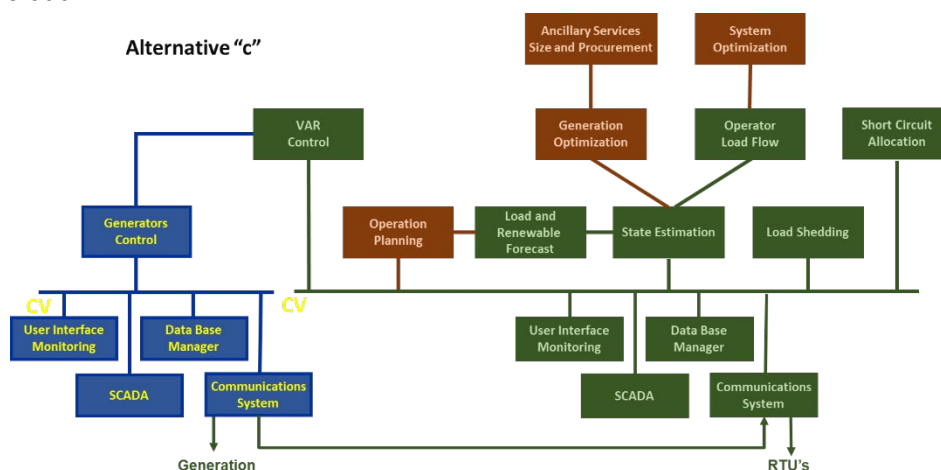 Alternative “c”
Ancillary Services
Size and Procurement
System
Optimization
VAR
Control
Generation
Optimization
Operator
Load Flow
Short Circuit
Allocation
Generators
Control
Operation
Planning
Load and
Renewable
Forecast
State Estimation
Load Shedding
CV
CV
User Interface
Monitoring
Data Base
Manager
User Interface
Monitoring
Data Base
Manager
SCADA
Communications
System
SCADA
Communications
System
Generation
RTU's